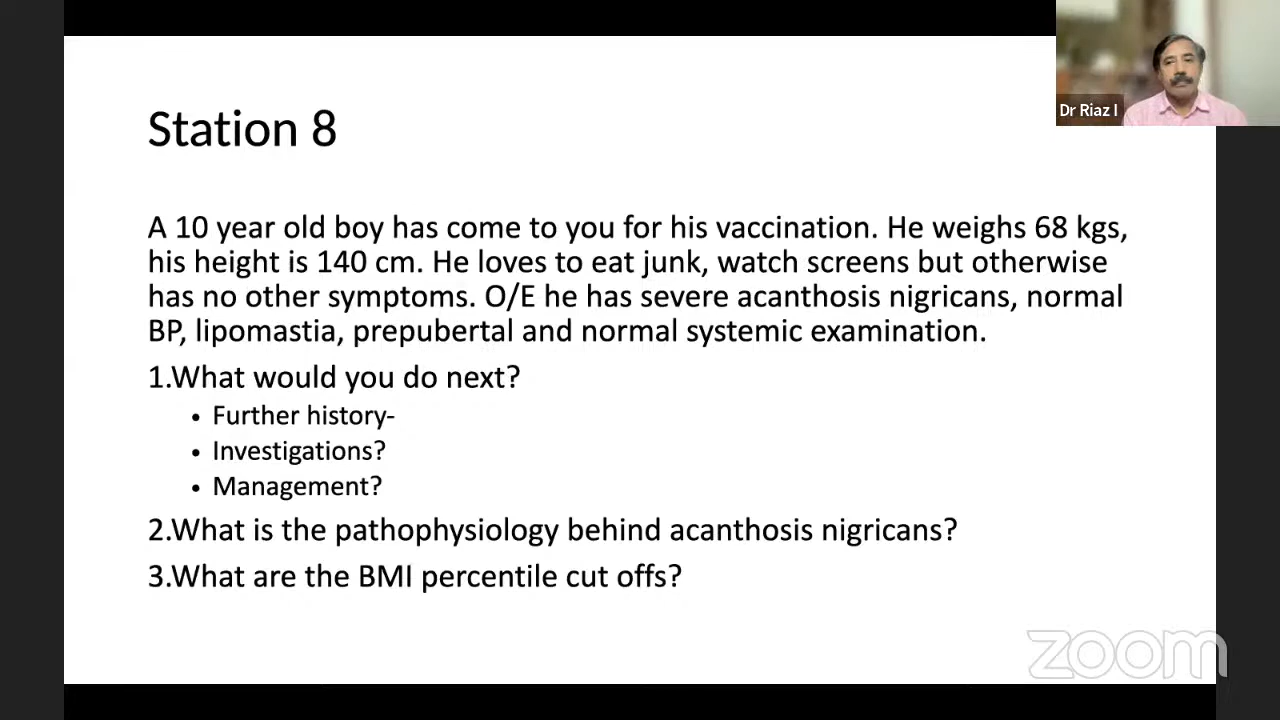 Dr Riaz I
Station 8
A 10 year old boy has come to you for his vaccination. He weighs 68 kgs,
his height is 140 cm. He loves to eat junk, watch screens but otherwise
has no other symptoms. O/E he has severe acanthosis nigricans, normal
BP, lipomastia, prepubertal and normal systemic examination.
1.What would you do next?
• Further history-
• Investigations?
• Management?
2.What is the pathophysiology behind acanthosis nigricans?
3.What are the BMI percentile cut offs?
zoom